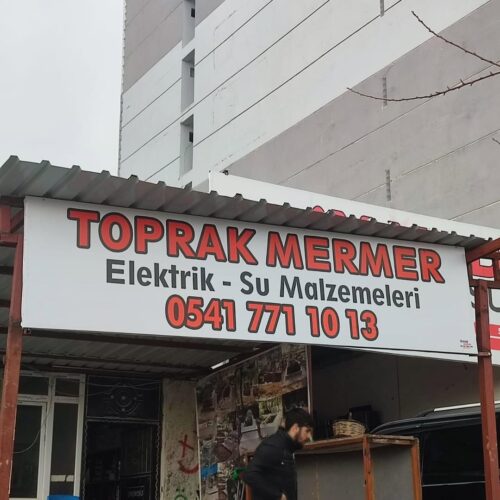 TOPRAK MERMER
Elektrik - Su Malzemeleri
0541 771 10 13